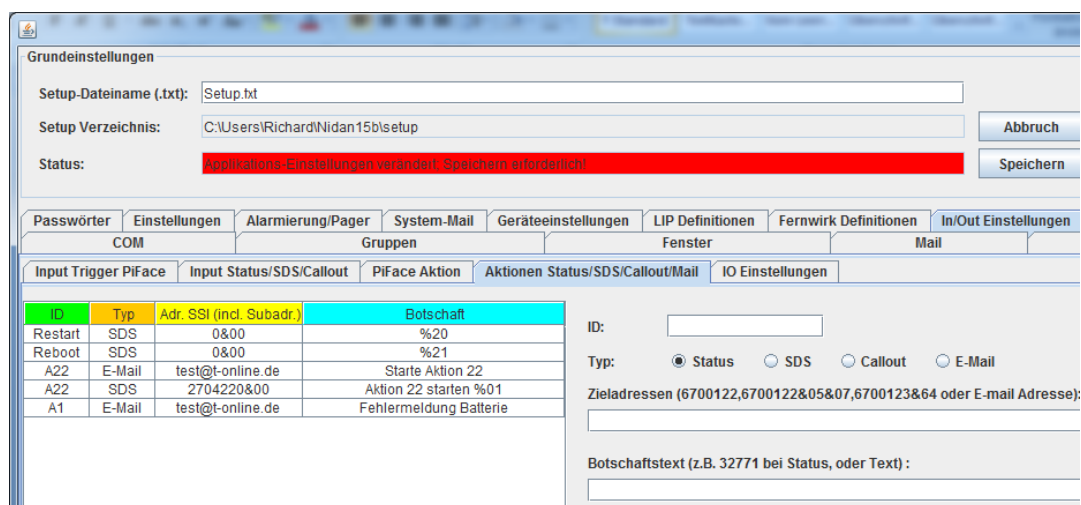 Grundeinstellungen
Setup-Dateiname (.txt): Setup.txt
Setup Verzeichnis: C:\Users\Richard\Nidan15b\setup Abbruch
Status: Applikations-Einstellungen verändert: Speichern erforderlich! Speichern
Passwörter Einstellungen Alarmierung/Pager System-Mail Geräteeinstellungen LIP Definitionen Fernwirk Definitionen In/Out Einstellungen
COM Gruppen Fenster Mail
Input Trigger PiFace Input Status/SDS/Callout PiFace Aktion Aktionen Status/SDS/Callout/Mail IO Einstellungen
ID Typ Adr. SSI (incl. Subadr.) Botschaft
Restart SDS 0&00 %20
Reboot SDS 0&00 %21
A22 E-Mail test@t-online.de Starte Aktion 22
A22 SDS 2704220&00 Aktion 22 starten %01
A1 E-Mail test@t-online.de Fehlermeldung Batterie
ID:
Typ: Status SDS Callout E-Mail
Zieladressen (6700122,6700122&05&07,6700123&64 oder E-mail Adresse):
Botschaftstext (z.B. 32771 bei Status, oder Text) :